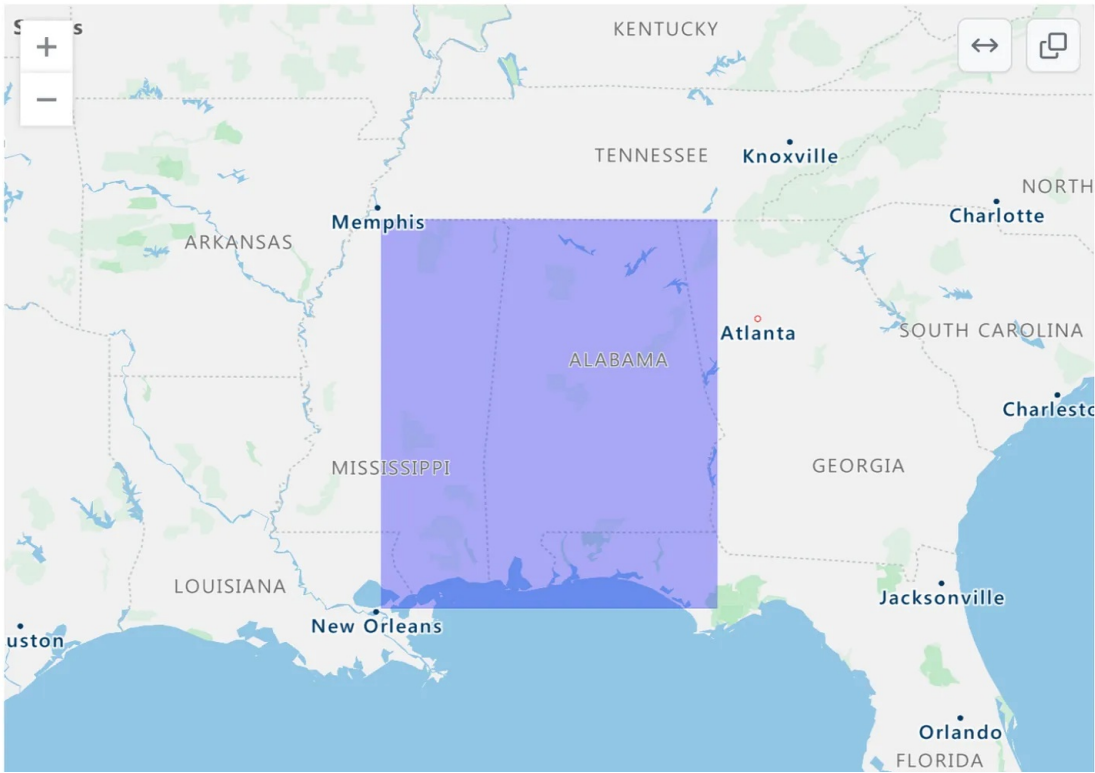 KENTUCKY
TENNESSEE
Knoxville
NORTH
Memphis
Charlotte
ARKANSAS
Atlanta
SOUTH CAROLINA
ALABAMA
Charlesto
MISSISSIPPI
GEORGIA
LOUISIANA
Jacksonville
New Orleans
uston
Orlando
FLORIDA